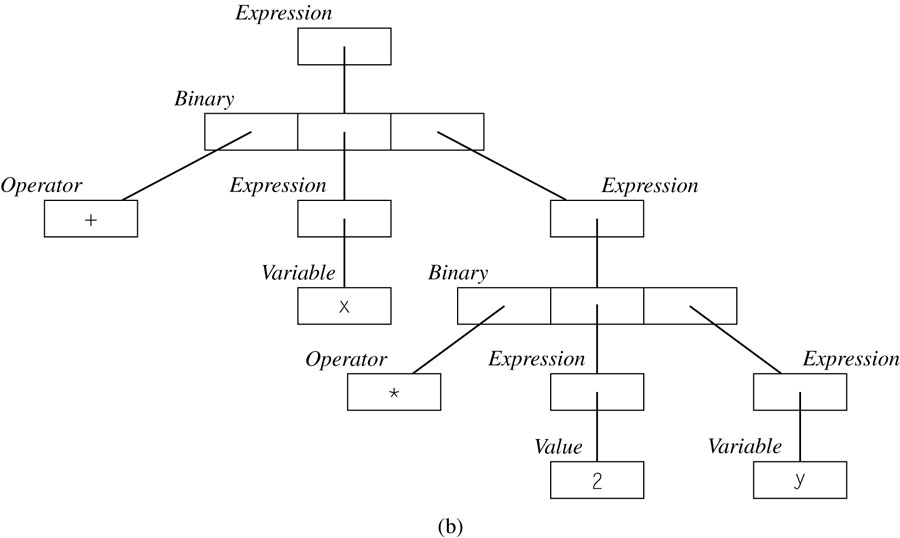 Expression
Binary
Operator Expression Expression
+
Variable Binary
x
Operator Expression Expression
*
Value Variable
2 y
(b)